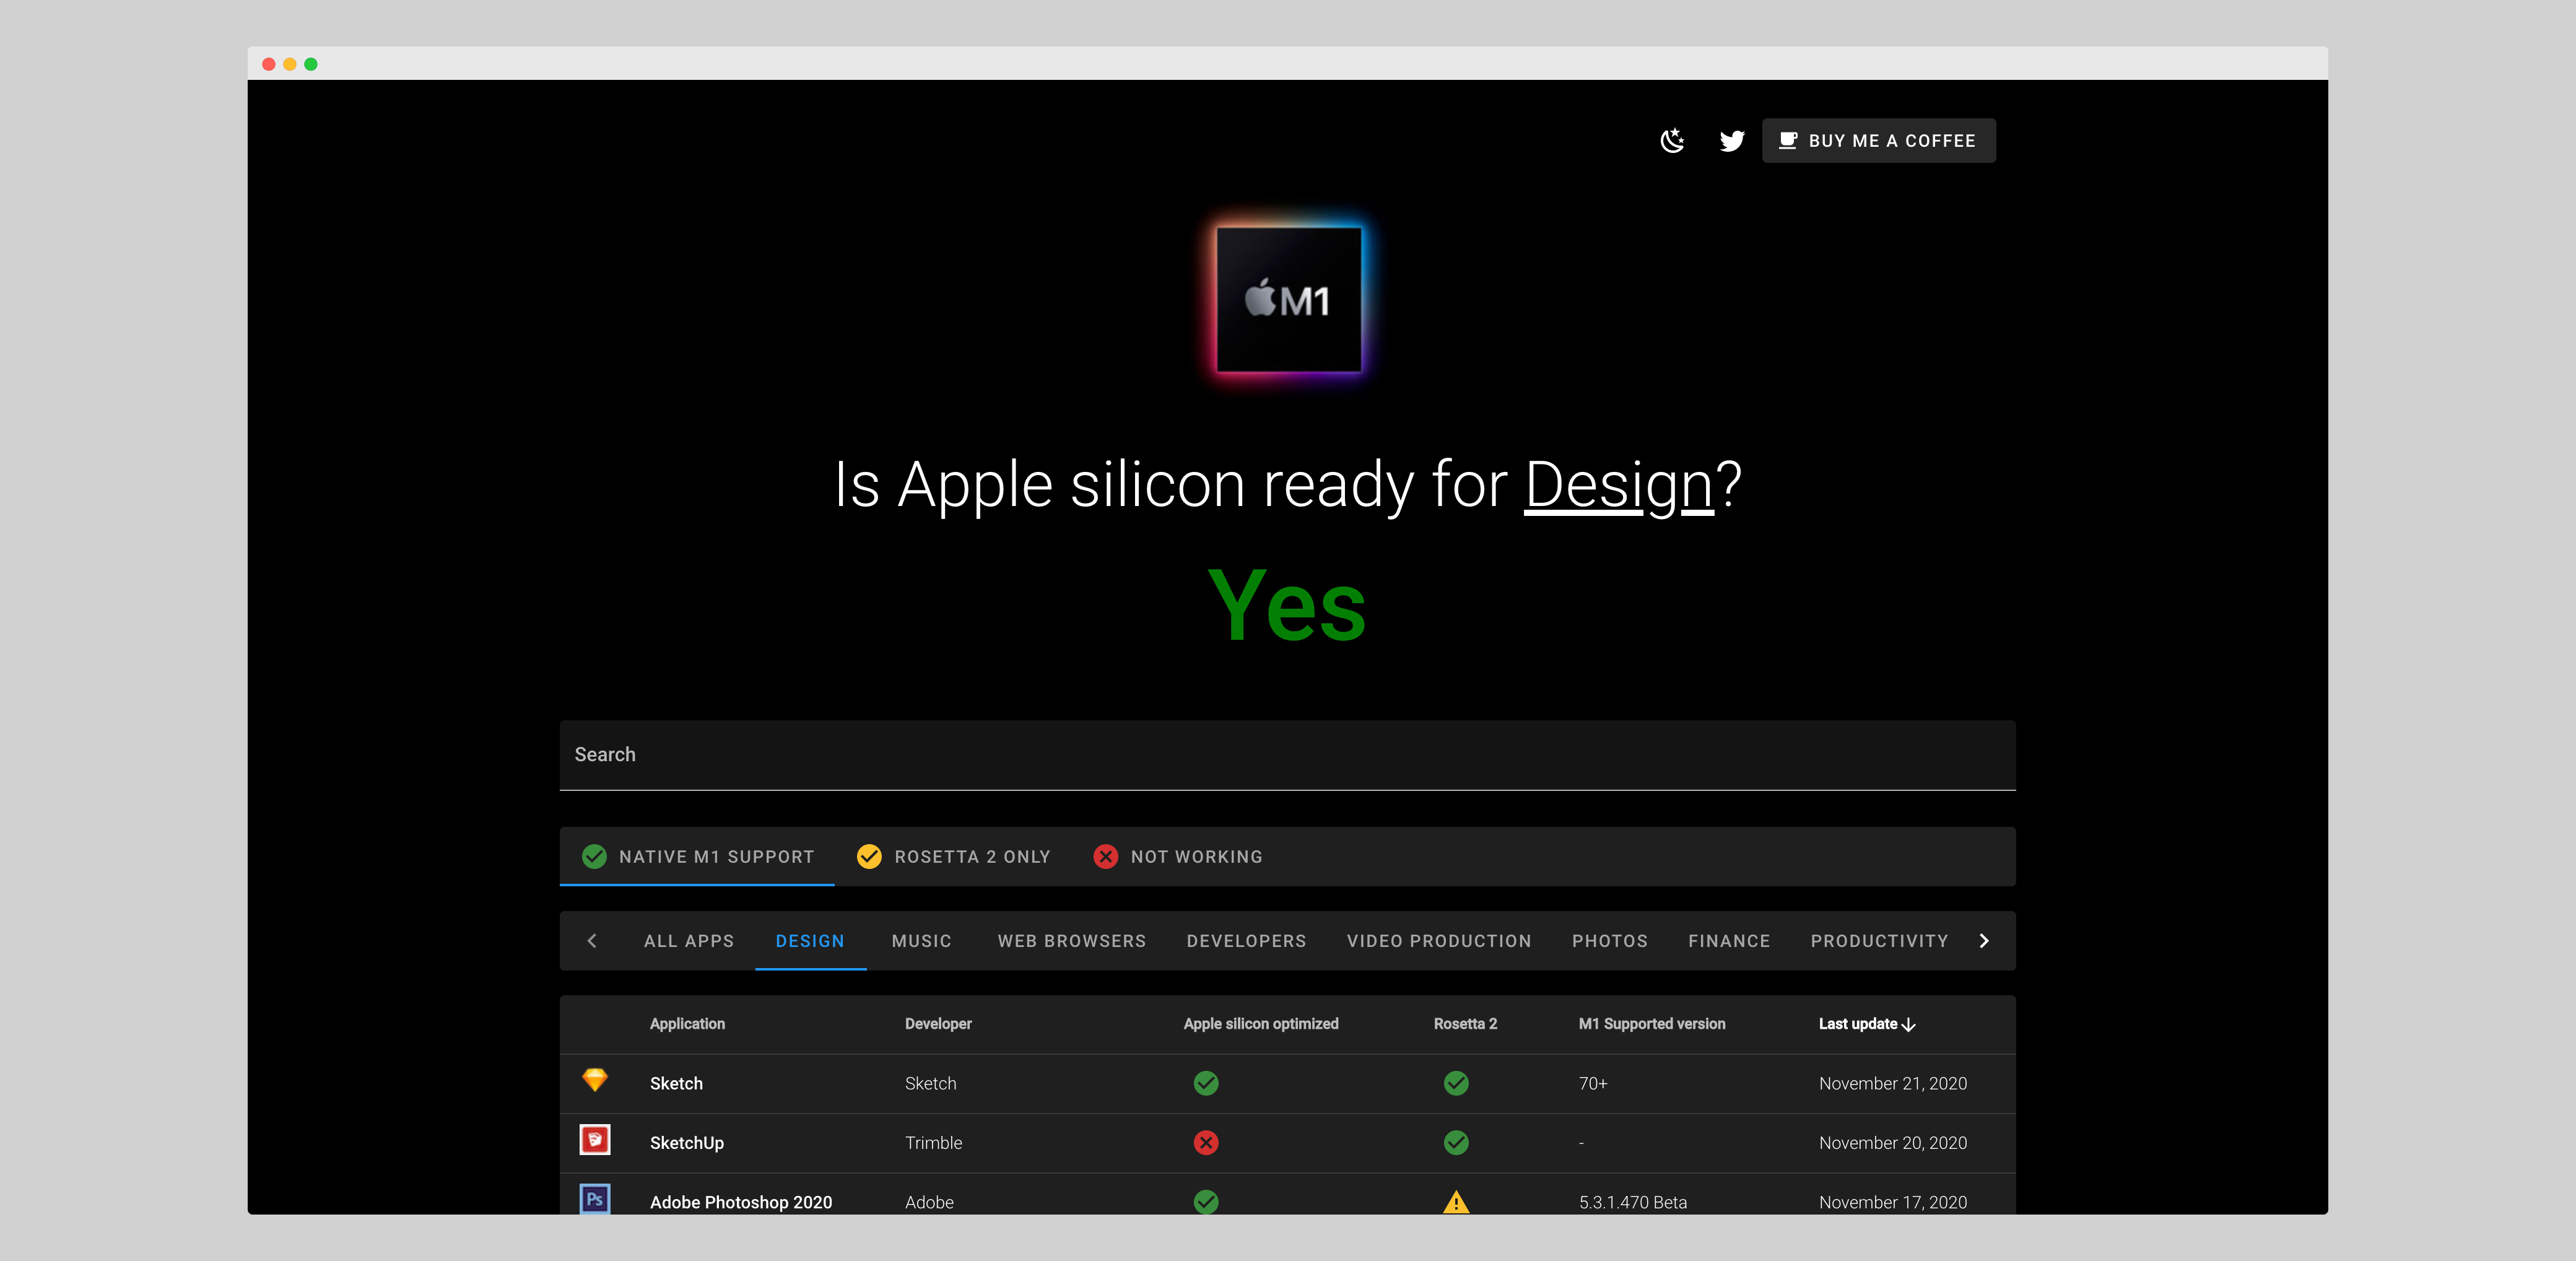 BUY ME A COFFEE
M1
Is Apple silicon ready for Design?
Yes
Search
NATIVE M1 SUPPORT ROSETTA 2 ONLY NOT WORKING
ALL APPS DESIGN MUSIC WEB BROWSERS DEVELOPERS VIDEO PRODUCTION PHOTOS FINANCE PRODUCTIVITY
Application Developer Apple silicon optimized Rosetta 2 M1 Supported version Last update
Sketch Sketch 70+ November 21, 2020
SketchUp Trimble - November 20, 2020
Ps Adobe Photoshop 2020 Adobe 5.3.1.470 Beta November 17, 2020